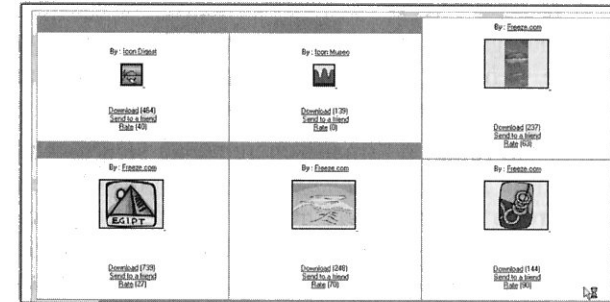 By : Icon Digest
Download (464)
Send to a friend
Rate (40)
By : Icon Museo
Download (139)
Send to a friend
Rate (0)
By : Freeze.com
Download (237)
Send to a friend
Rate (63)
By : Freeze.com
EGIPT
Download (739)
Send to a friend
Rate (27)
By : Freeze.com
Download (248)
Send to a friend
Rate (70)
By : Freeze.com
Download (144)
Send to a friend
Rate (90)